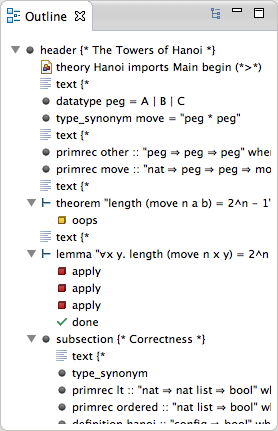 Outline
header {* The Towers of Hanoi *}
theory Hanoi imports Main begin (*>*)
text {*
datatype peg = A | B | C
type_synonym move = "peg * peg"
text {*
primrec other :: "peg ⇒ peg ⇒ peg" wher
primrec move :: "nat ⇒ peg ⇒ peg ⇒ mo
text {*
theorem "length (move n a b) = 2^n - 1"
oops
text {*
lemma "∀x y. length (move n x y) = 2^n
apply
apply
apply
done
subsection {* Correctness *}
text {*
type_synonym
primrec lt :: "nat ⇒ nat list ⇒ bool" wh
primrec ordered :: "nat list ⇒ bool" wh
definition hanoi :: "config ⇒ bool" wh